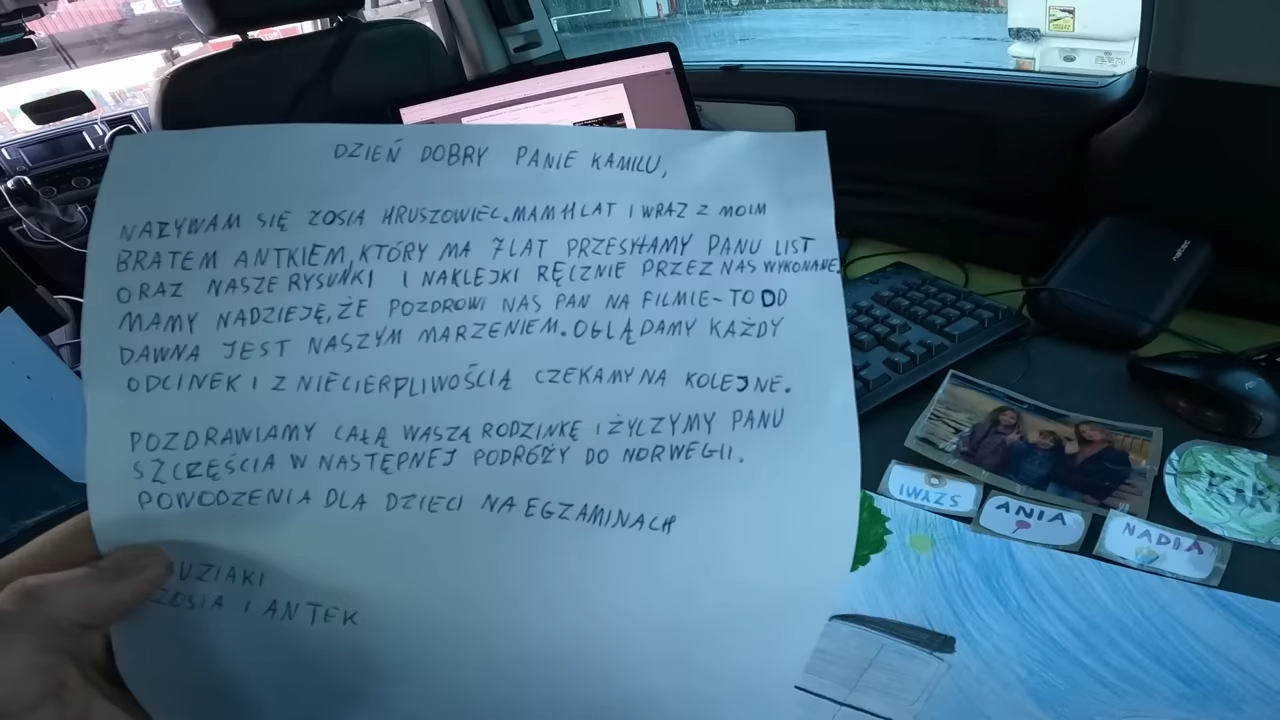 DZIEŃ DOBRY PANIE KAMILU,
NAZYWAM SIĘ ZOSIA HRUSZOWIEC. MAM 11 LAT I WRAZ Z MOIM
BRATEM ANTKIEM, KTÓRY MA 7 LAT PRZESYŁAMY PANU LIST
ORAZ NASZE RYSUNKI I NAKLEJKI RĘCZNIE PRZEZ NAS WYKONANE,
MAMY NADZIEJĘ, ŻE POZDROWI NAS PAN NA FILMIE - TO OD
DAWNA JEST NASZYM MARZENIEM. OGLĄDAMY KAŻDY
ODCINEK I Z NIECIERPLIWOŚCIĄ CZEKAMY NA KOLEJNE.
POZDRAWIAMY CAŁĄ WASZĄ RODZINKĘ I ŻYCZYMY PANU
SZCZĘŚCIA W NASTĘPNEJ PODRÓŻY DO NORWEGII.
POWODZENIA DLA DZIECI NA EGZAMINACH
BUZIAKI
ZOSIA I ANTEK
IWAZS
ANIA
NADIA